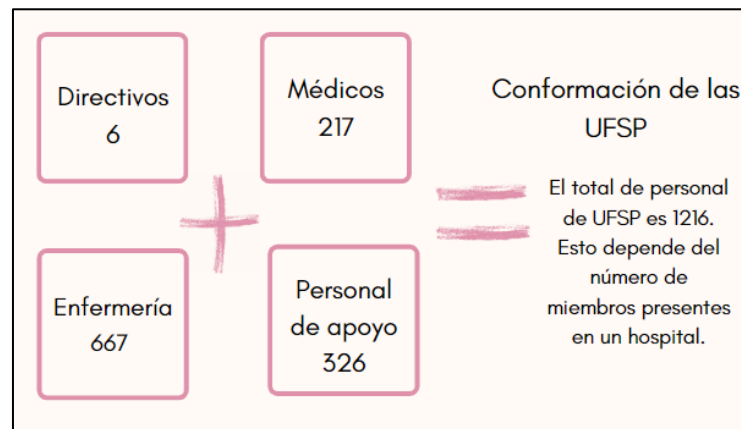 Directivos
6
Médicos
217
Enfermería
667
Personal
de apoyo
326
Conformación de las
UFSP
El total de personal
de UFSP es 1216.
Esto depende del
número de
miembros presentes
en un hospital.